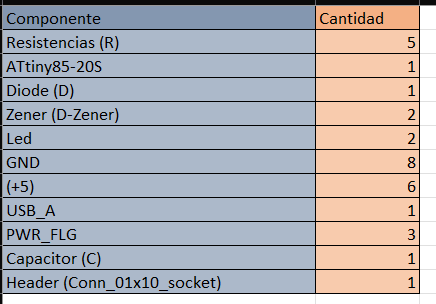 Componente Cantidad
Resistencias (R) 5
ATtiny85-20S 1
Diode (D) 1
Zener (D-Zener) 2
Led 2
GND 8
(+5) 6
USB_A 1
PWR_FLG 3
Capacitor (C) 1
Header (Conn_01x10_socket) 1